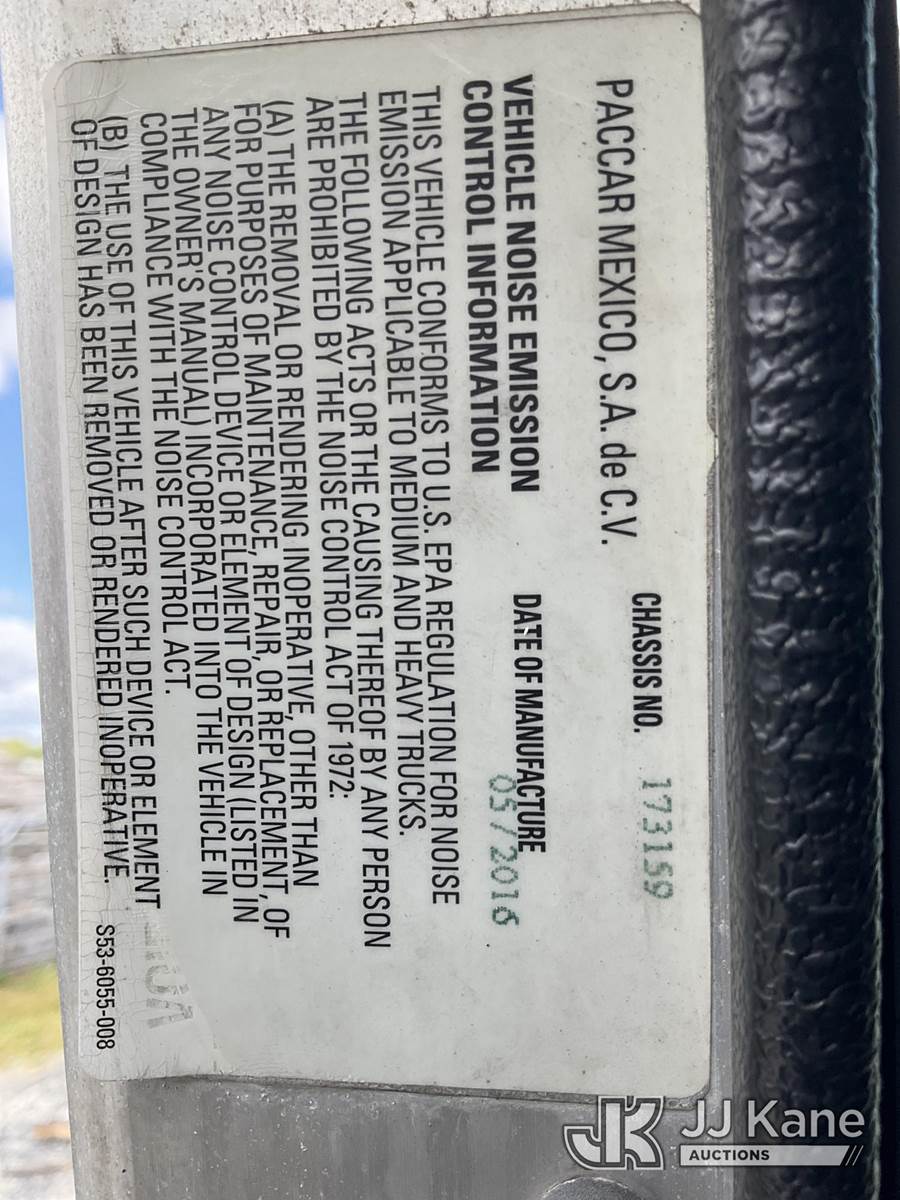 PACCAR MEXICO, S.A. de C.V.
CHASSIS NO. 173159
VEHICLE NOISE EMISSION
CONTROL INFORMATION
DATE OF MANUFACTURE
05/2016
THIS VEHICLE CONFORMS TO U.S. EPA REGULATION FOR NOISE
EMISSION APPLICABLE TO MEDIUM AND HEAVY TRUCKS.
THE FOLLOWING ACTS OR THE CAUSING THEREOF BY ANY PERSON
ARE PROHIBITED BY THE NOISE CONTROL ACT OF 1972:
(A) THE REMOVAL OR RENDERING INOPERATIVE, OTHER THAN
FOR PURPOSES OF MAINTENANCE, REPAIR, OR REPLACEMENT, OF
ANY NOISE CONTROL DEVICE OR ELEMENT OF DESIGN (LISTED IN
THE OWNER'S MANUAL) INCORPORATED INTO THE VEHICLE IN
COMPLIANCE WITH THE NOISE CONTROL ACT.
(B) THE USE OF THIS VEHICLE AFTER SUCH DEVICE OR ELEMENT
OF DESIGN HAS BEEN REMOVED OR RENDERED INOPERATIVE.
S53-6055-008
JK JJ Kane
AUCTIONS